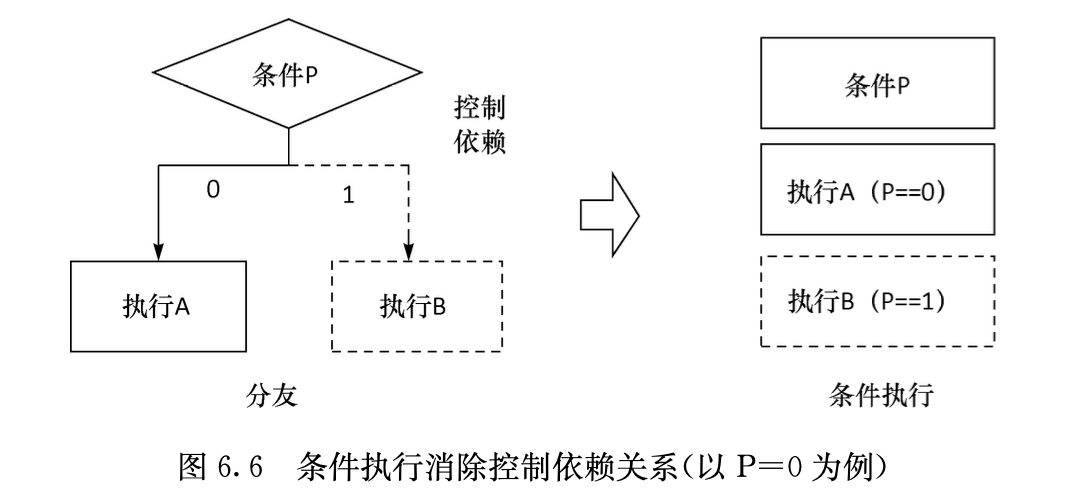 条件P
控制
依赖
0
1
执行A
执行B
分友
条件P
执行A（P==0）
执行B（P==1）
条件执行
图 6.6 条件执行消除控制依赖关系(以 P=0 为例)